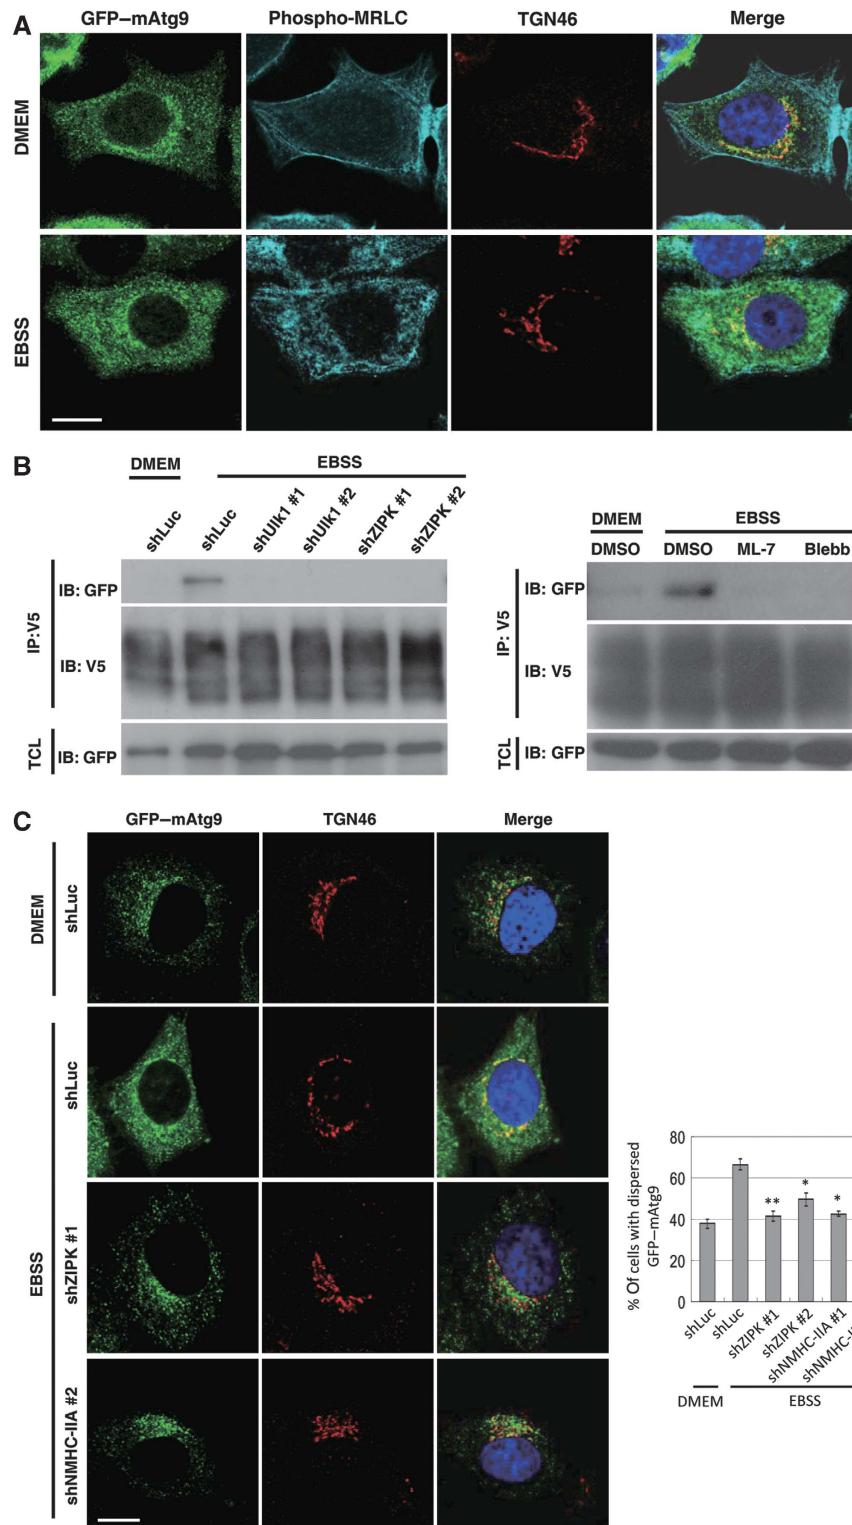 A
GFP–mAtg9 Phospho-MRLC TGN46 Merge
DMEM
EBSS
B
DMEM EBSS
shLuc shLuc shUlk1 #1 shUlk1 #2 shZIPK #1 shZIPK #2
IP:V5
IB: GFP
IB: V5
TCL
IB: GFP
DMEM EBSS
DMSO DMSO ML-7 Blebb
IP: V5
IB: GFP
IB: V5
TCL
IB: GFP
C
GFP–mAtg9 TGN46 Merge
DMEM
shLuc
EBSS
shLuc
shZIPK #1
shNMHC-IIA #2
% Of cells with dispersed
GFP–mAtg9
80
60
40
20
0
** * *
shLuc shLuc shZIPK #1 shZIPK #2 shNMHC-IIA #1
DMEM EBSS